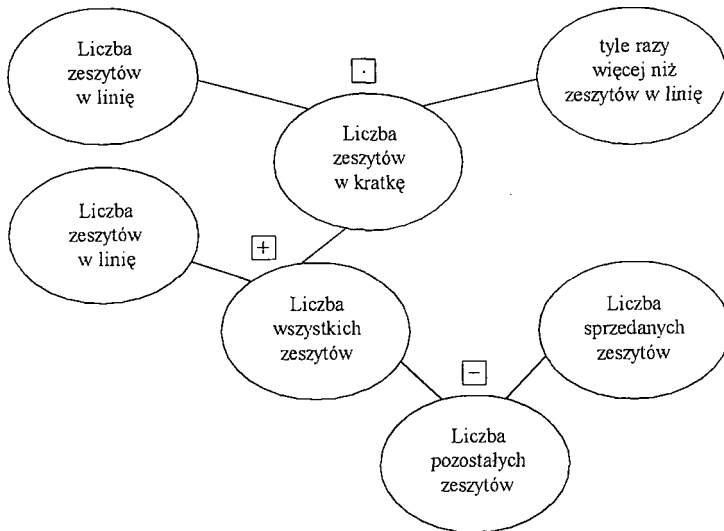 Liczba
zeszytów
w linię
·
tyle razy
więcej niż
zeszytów w linię
Liczba
zeszytów
w kratkę
Liczba
zeszytów
w linię
+
Liczba
wszystkich
zeszytów
Liczba
sprzedanych
zeszytów
−
Liczba
pozostałych
zeszytów